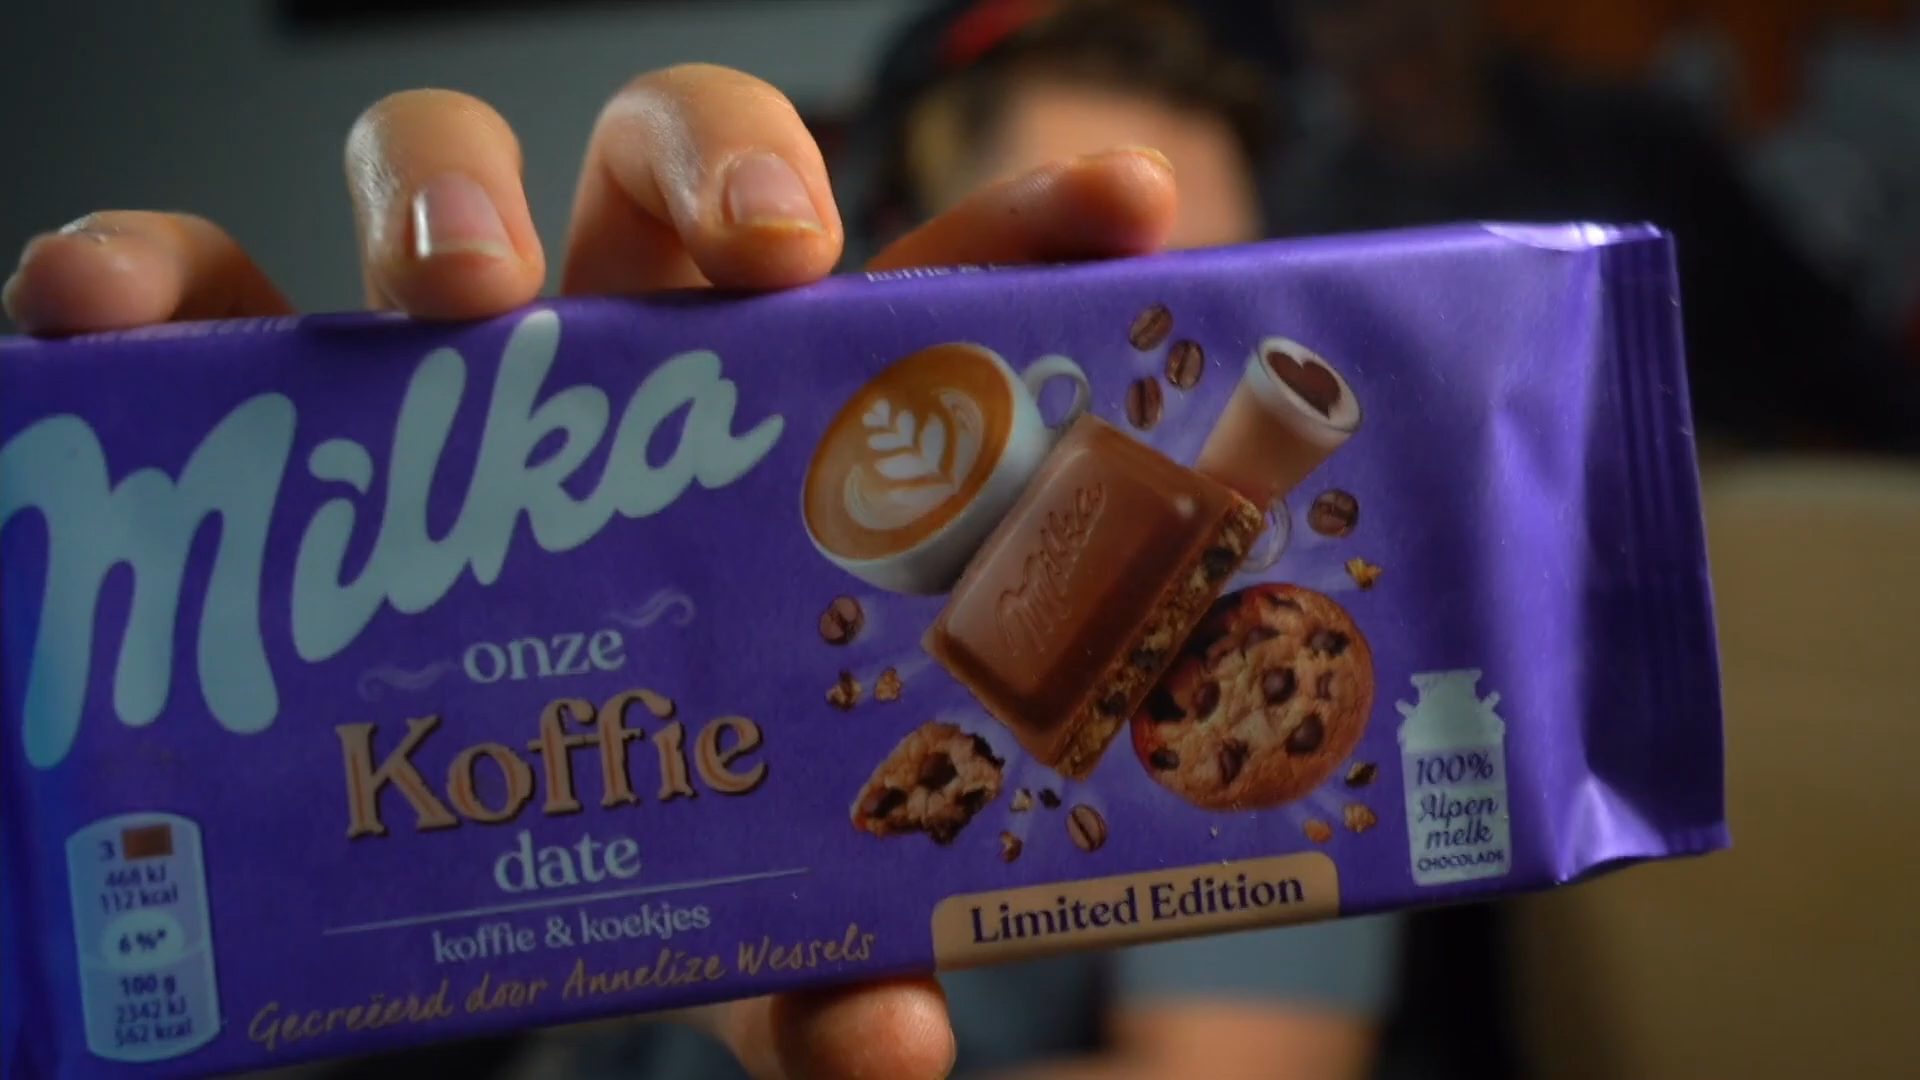 Milka
onze
Koffie
date
koffie & koekjes
Gecreëerd door Annelize Wessels
Limited Edition
Milka
100%
Alpen
melk
CHOCOLADE
3
468 kJ
112 kcal
6 %*
100 g
2342 kJ
562 kcal